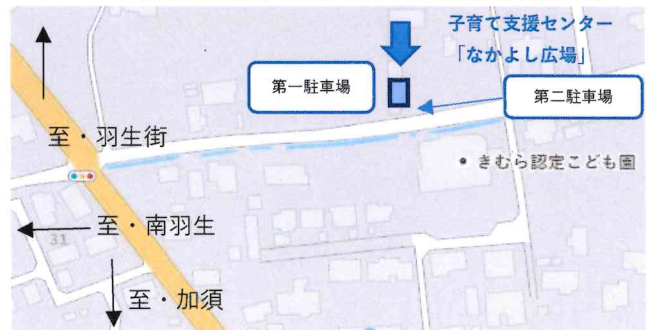 子育て支援センター
「なかよし広場」
第一駐車場
第二駐車場
至・羽生街
きむら認定こども園
至・南羽生
31
至・加須